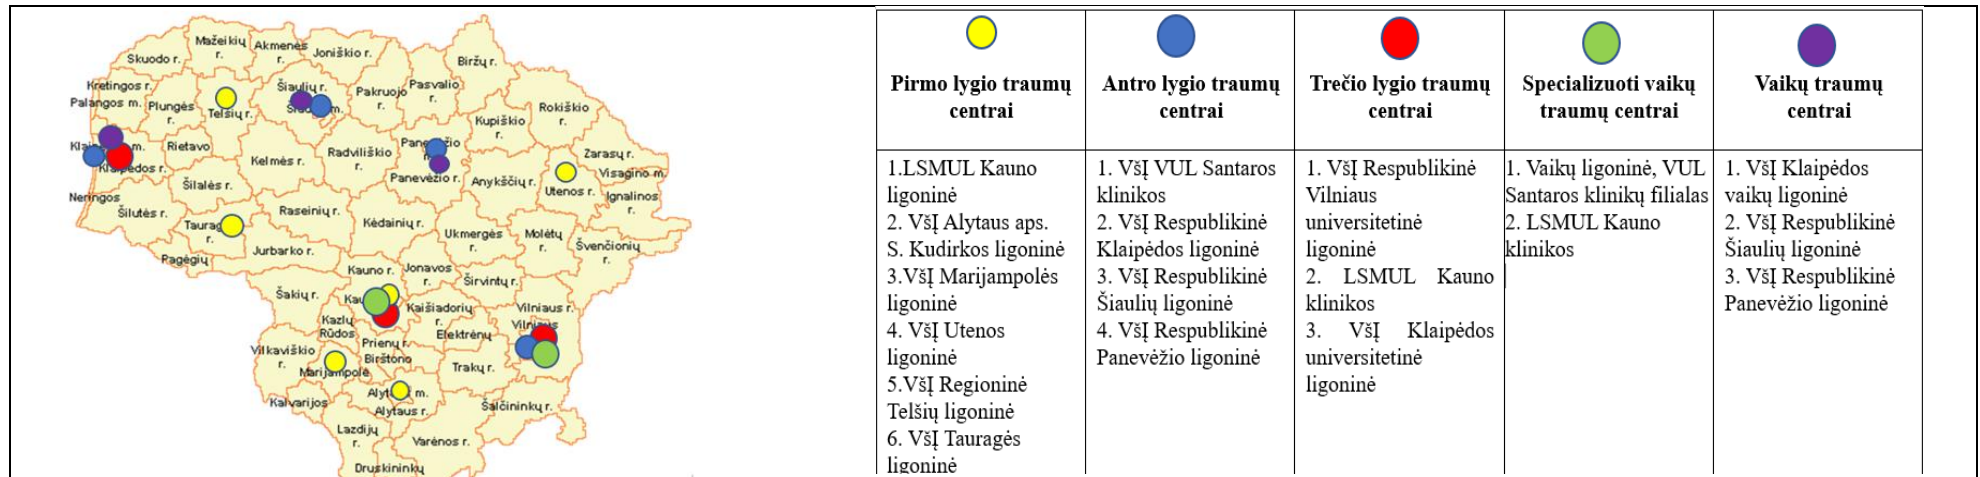 Mažeikių
r.
Akmenės
r.
Joniškio r.
Skuodo r.
Biržų r.
Kretingos r.
Palangos m.
Plungės
r.
Telšių r.
Šiaulių r.
Pakruojo
r.
Pasvalio
r.
Rokiškio
r.
Kupiškio
r.
Rietavo
Klaipėdos r.
Kelmės r.
Radviliškio
r.
Panevėžio r.
Anykščių r.
Zarasų r.
Visagino m.
Utenos r.
Ignalinos
r.
Neringos
Šilalės r.
Šilutės r.
Raseinių r.
Kėdainių r.
Ukmergės
r.
Molėtų
r.
Švenčionių
r.
Pagėgių
Jurbarko r.
Kauno r.
Jonavos
r.
Širvintų r.
Šakių r.
Kaišiadorių
r.
Vilniaus r.
Vilniaus
Kazlų
Rūdos
Elektrėnų
Prienų r.
Birštono
Vilkaviškio
r.
Marijampolė
Trakų r.
Kalvarijos
Alytaus r.
Šalčininkų r.
Lazdijų
r.
Varėnos r.
Druskininkų
Pirmo lygio traumų
centrai
Antro lygio traumų
centrai
Trečio lygio traumų
centrai
Specializuoti vaikų
traumų centrai
Vaikų traumų
centrai
1.LSMUL Kauno
ligoninė
2. VšĮ Alytaus aps.
S. Kudirkos ligoninė
3.VšĮ Marijampolės
ligoninė
4. VšĮ Utenos
ligoninė
5.VšĮ Regioninė
Telšių ligoninė
6. VšĮ Tauragės
ligoninė
1. VšĮ VUL Santaros
klinikos
2. VšĮ Respublikinė
Klaipėdos ligoninė
3. VšĮ Respublikinė
Šiaulių ligoninė
4. VšĮ Respublikinė
Panevėžio ligoninė
1. VšĮ Respublikinė
Vilniaus
universitetinė
ligoninė
2. LSMUL Kauno
klinikos
3. VšĮ Klaipėdos
universitetinė
ligoninė
1. Vaikų ligoninė, VUL
Santaros klinikų filialas
2. LSMUL Kauno
klinikos
1. VšĮ Klaipėdos
vaikų ligoninė
2. VšĮ Respublikinė
Šiaulių ligoninė
3. VšĮ Respublikinė
Panevėžio ligoninė